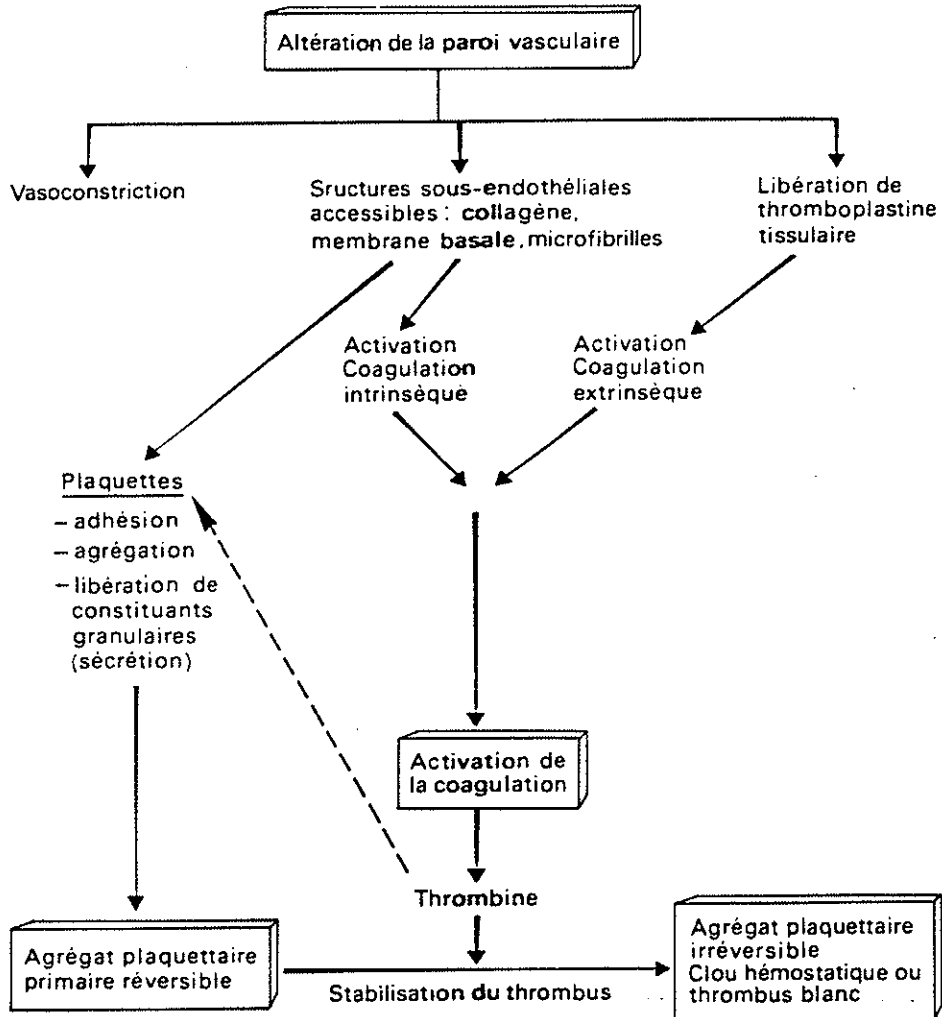 Altération de la paroi vasculaire
Vasoconstriction
Sructures sous-endothéliales
accessibles : collagène,
membrane basale, microfibrilles
Libération de
thromboplastine
tissulaire
Activation
Coagulation
intrinsèque
Activation
Coagulation
extrinsèque
Plaquettes
– adhésion
– agrégation
– libération de
constituants
granulaires
(sécrétion)
Activation de
la coagulation
Thrombine
Agrégat plaquettaire
primaire réversible
Stabilisation du thrombus
Agrégat plaquettaire
irréversible
Clou hémostatique ou
thrombus blanc